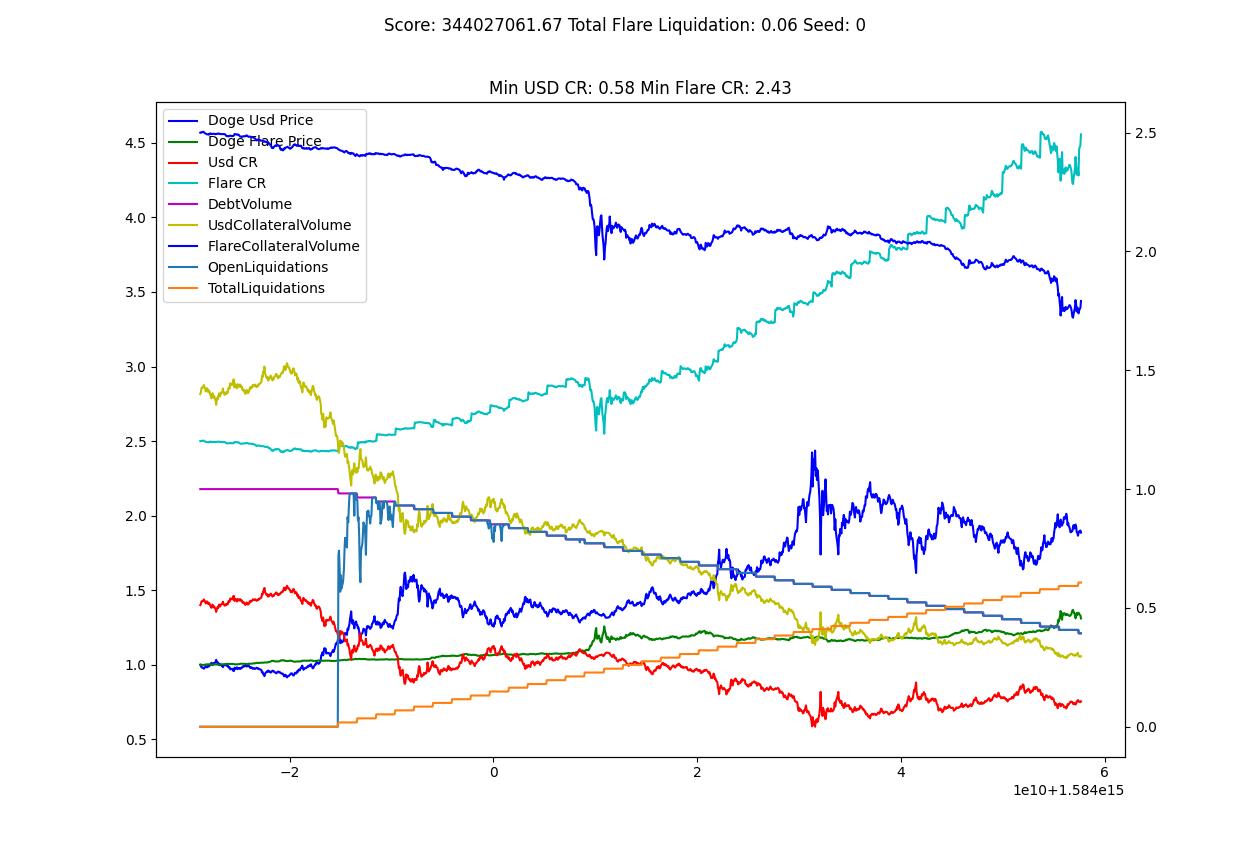 Score: 344027061.67 Total Flare Liquidation: 0.06 Seed: 0
Min USD CR: 0.58 Min Flare CR: 2.43
Doge Usd Price
Doge Flare Price
Usd CR
Flare CR
DebtVolume
UsdCollateralVolume
FlareCollateralVolume
OpenLiquidations
TotalLiquidations
4.5
4.0
3.5
3.0
2.5
2.0
1.5
1.0
0.5
2.5
2.0
1.5
1.0
0.5
0.0
−2
0
2
4
6
1e10+1.584e15